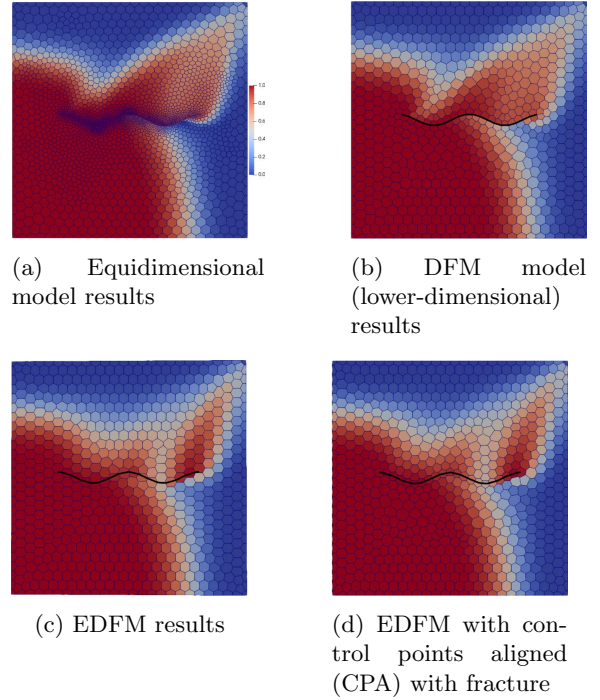 1.0
0.8
0.6
0.4
0.2
0.0
(a) Equidimensional
model results
(b) DFM model
(lower-dimensional)
results
(c) EDFM results
(d) EDFM with con-
trol points aligned
(CPA) with fracture